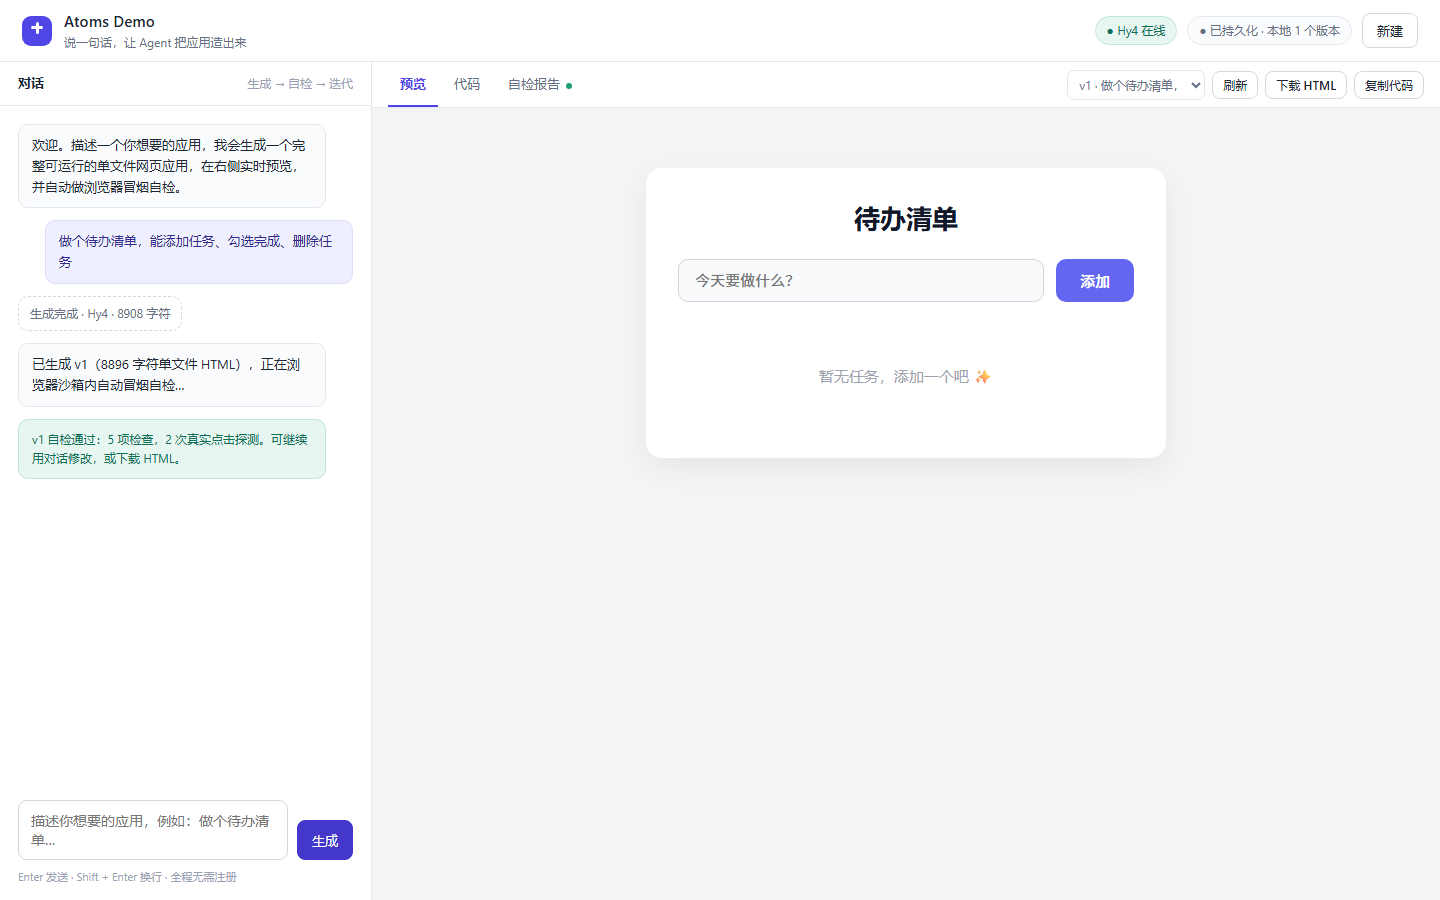 Atoms Demo
说一句话，让 Agent 把应用造出来
● Hy4 在线
● 已持久化 · 本地 1 个版本
新建
对话
生成 → 自检 → 迭代
预览
代码
自检报告 ●
v1 · 做个待办清单，
刷新
下载 HTML
复制代码
欢迎。描述一个你想要的应用，我会生成一个完
整可运行的单文件网页应用，在右侧实时预览，
并自动做浏览器冒烟自检。
做个待办清单，能添加任务、勾选完成、删除任
务
生成完成 · Hy4 · 8908 字符
已生成 v1（8896 字符单文件 HTML），正在浏
览器沙箱内自动冒烟自检...
v1 自检通过：5 项检查，2 次真实点击探测。可继续
用对话修改，或下载 HTML。
待办清单
今天要做什么？
添加
暂无任务，添加一个吧 ✨
描述你想要的应用，例如：做个待办清
单...
生成
Enter 发送 · Shift + Enter 换行 · 全程无需注册